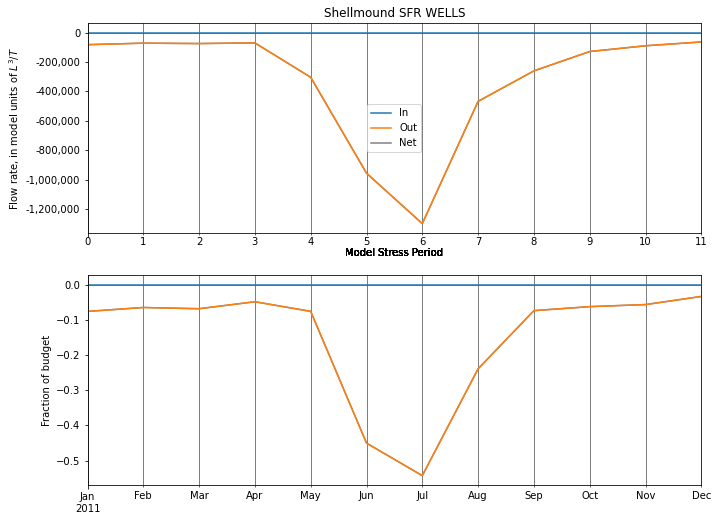 Shellmound SFR WELLS
Flow rate, in model units of L³/T
0
-200,000
-400,000
-600,000
-800,000
-1,000,000
-1,200,000
In
Out
Net
0 1 2 3 4 5 6 7 8 9 10 11
Model Stress Period
Fraction of budget
0.0
−0.1
−0.2
−0.3
−0.4
−0.5
Jan Feb Mar Apr May Jun Jul Aug Sep Oct Nov Dec
2011